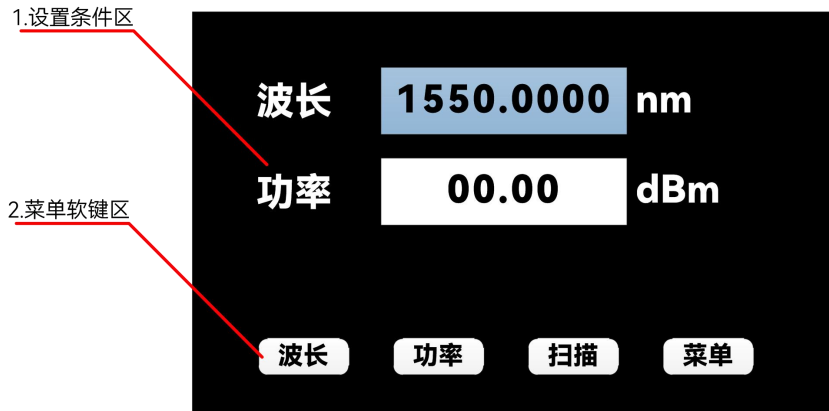 1.设置条件区
波长 1550.0000 nm
功率 00.00 dBm
2.菜单软键区
波长 功率 扫描 菜单